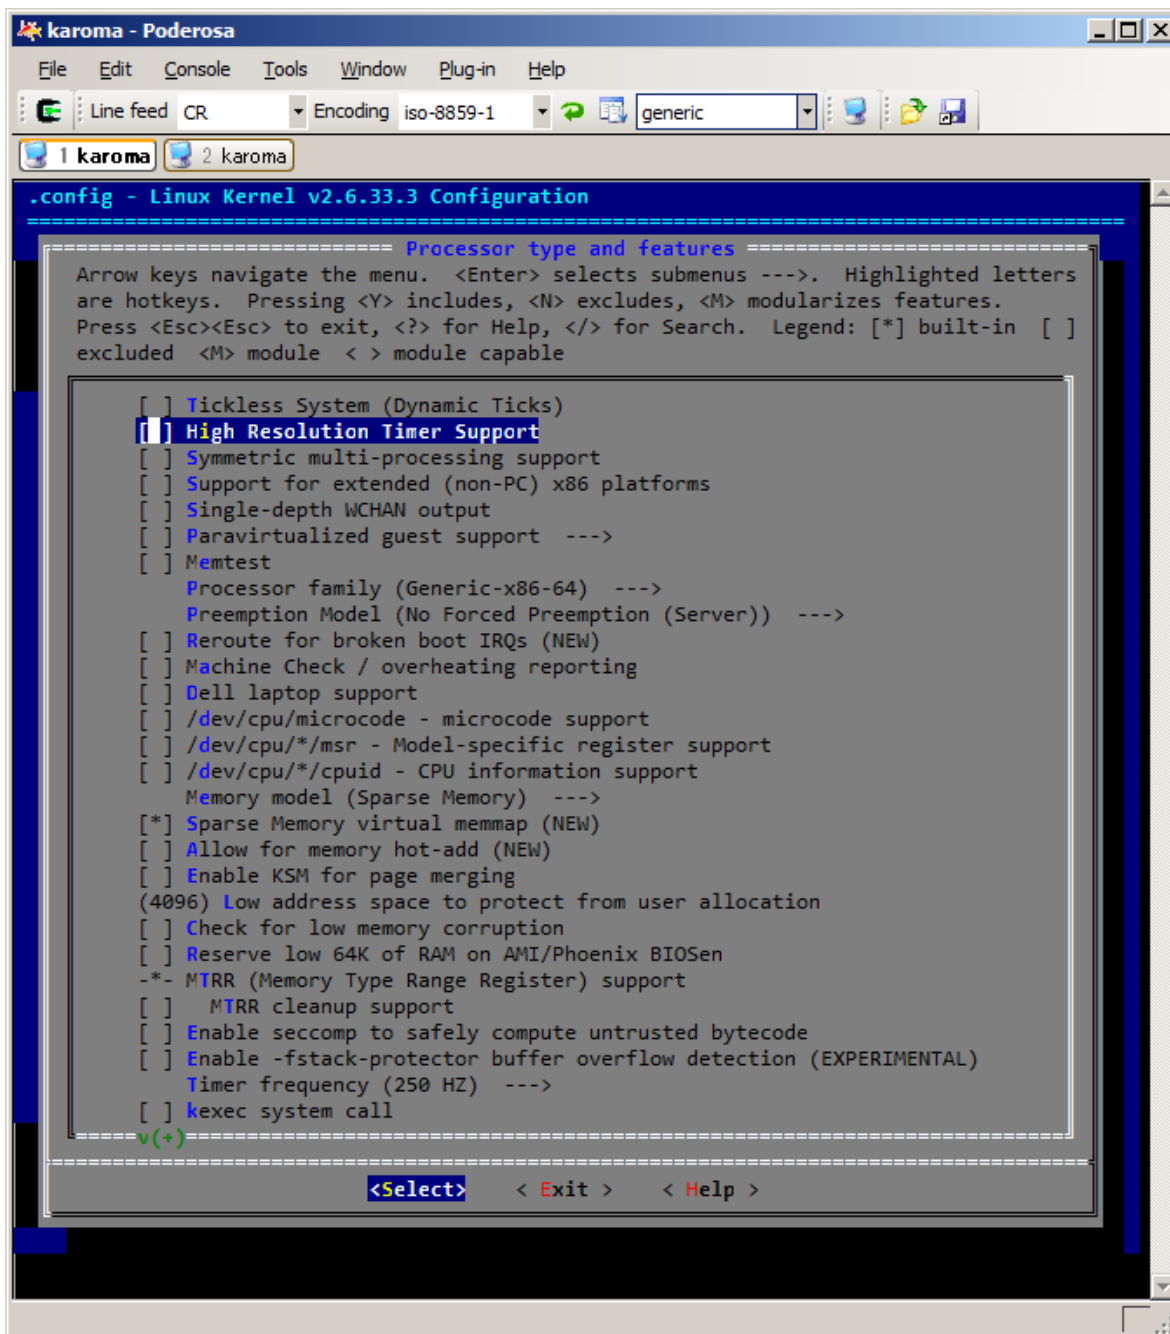 karoma - Poderosa
File Edit Console Tools Window Plug-in Help
Line feed CR Encoding iso-8859-1 generic
1 karoma 2 karoma
.config - Linux Kernel v2.6.33.3 Configuration
Processor type and features
Arrow keys navigate the menu. <Enter> selects submenus --->. Highlighted letters
are hotkeys. Pressing <Y> includes, <N> excludes, <M> modularizes features.
Press <Esc><Esc> to exit, <?> for Help, </> for Search. Legend: [*] built-in [ ]
excluded <M> module < > module capable
[ ] Tickless System (Dynamic Ticks)
[ ] High Resolution Timer Support
[ ] Symmetric multi-processing support
[ ] Support for extended (non-PC) x86 platforms
[ ] Single-depth WCHAN output
[ ] Paravirtualized guest support --->
[ ] Memtest
Processor family (Generic-x86-64) --->
Preemption Model (No Forced Preemption (Server)) --->
[ ] Reroute for broken boot IRQs (NEW)
[ ] Machine Check / overheating reporting
[ ] Dell laptop support
[ ] /dev/cpu/microcode - microcode support
[ ] /dev/cpu/*/msr - Model-specific register support
[ ] /dev/cpu/*/cpuid - CPU information support
Memory model (Sparse Memory) --->
[*] Sparse Memory virtual memmap (NEW)
[ ] Allow for memory hot-add (NEW)
[ ] Enable KSM for page merging
(4096) Low address space to protect from user allocation
[ ] Check for low memory corruption
[ ] Reserve low 64K of RAM on AMI/Phoenix BIOSen
-*- MTRR (Memory Type Range Register) support
[ ] MTRR cleanup support
[ ] Enable seccomp to safely compute untrusted bytecode
[ ] Enable -fstack-protector buffer overflow detection (EXPERIMENTAL)
Timer frequency (250 HZ) --->
[ ] kexec system call
v(+)
<Select> < Exit > < Help >